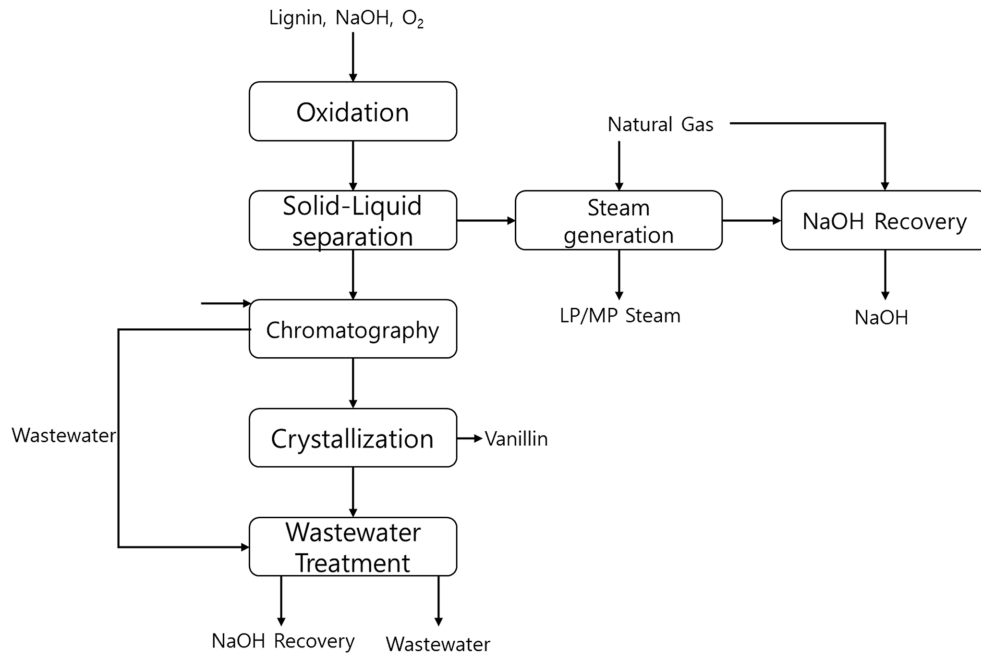 Lignin, NaOH, O₂
Oxidation
Natural Gas
Solid-Liquid
separation
Steam
generation
NaOH Recovery
LP/MP Steam
NaOH
Chromatography
Wastewater
Crystallization
Vanillin
Wastewater
Treatment
NaOH Recovery
Wastewater